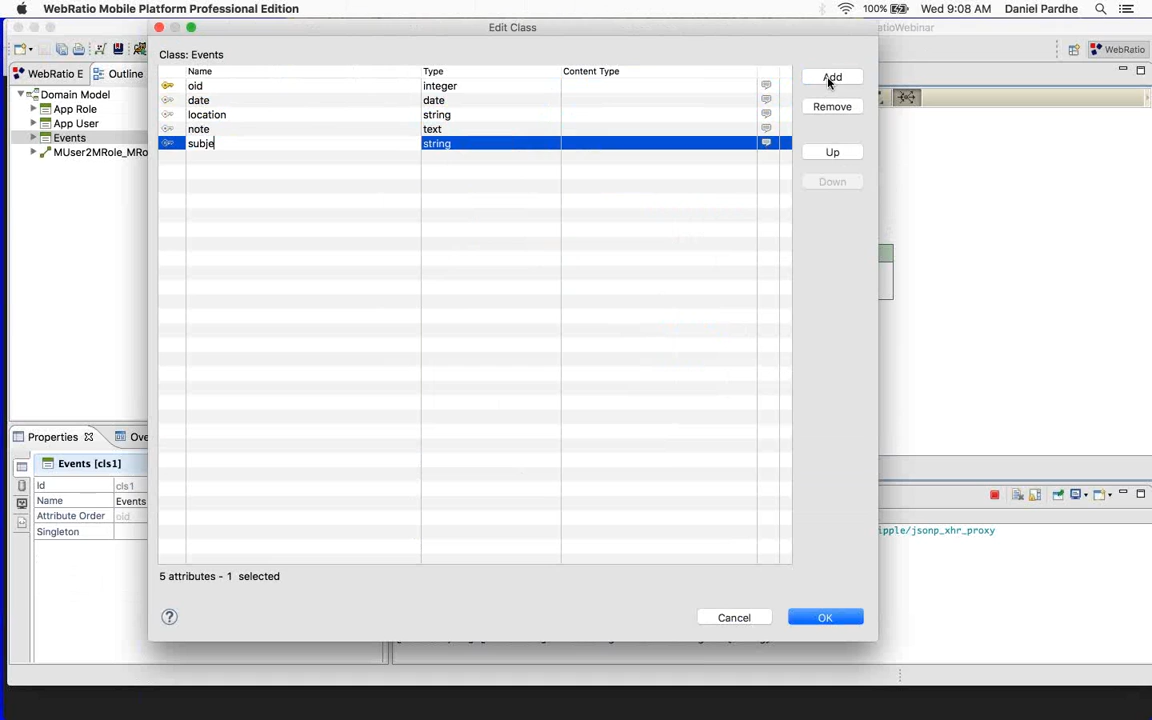 WebRatio Mobile Platform Professional Edition 100% Wed 9:08 AM Daniel Pardhe
Edit Class
WebRatio E Outline
WebRatio
Domain Model
App Role
App User
Events
MUser2MRole_MRo
Class: Events
Name Type Content Type
oid integer
date date
location string
note text
subje string
Add
Remove
Up
Down
Properties Ove
Events [cls1]
Id cls1
Name Events
Attribute Order oid
Singleton
ipple/jsonp_xhr_proxy
5 attributes - 1 selected
? Cancel OK